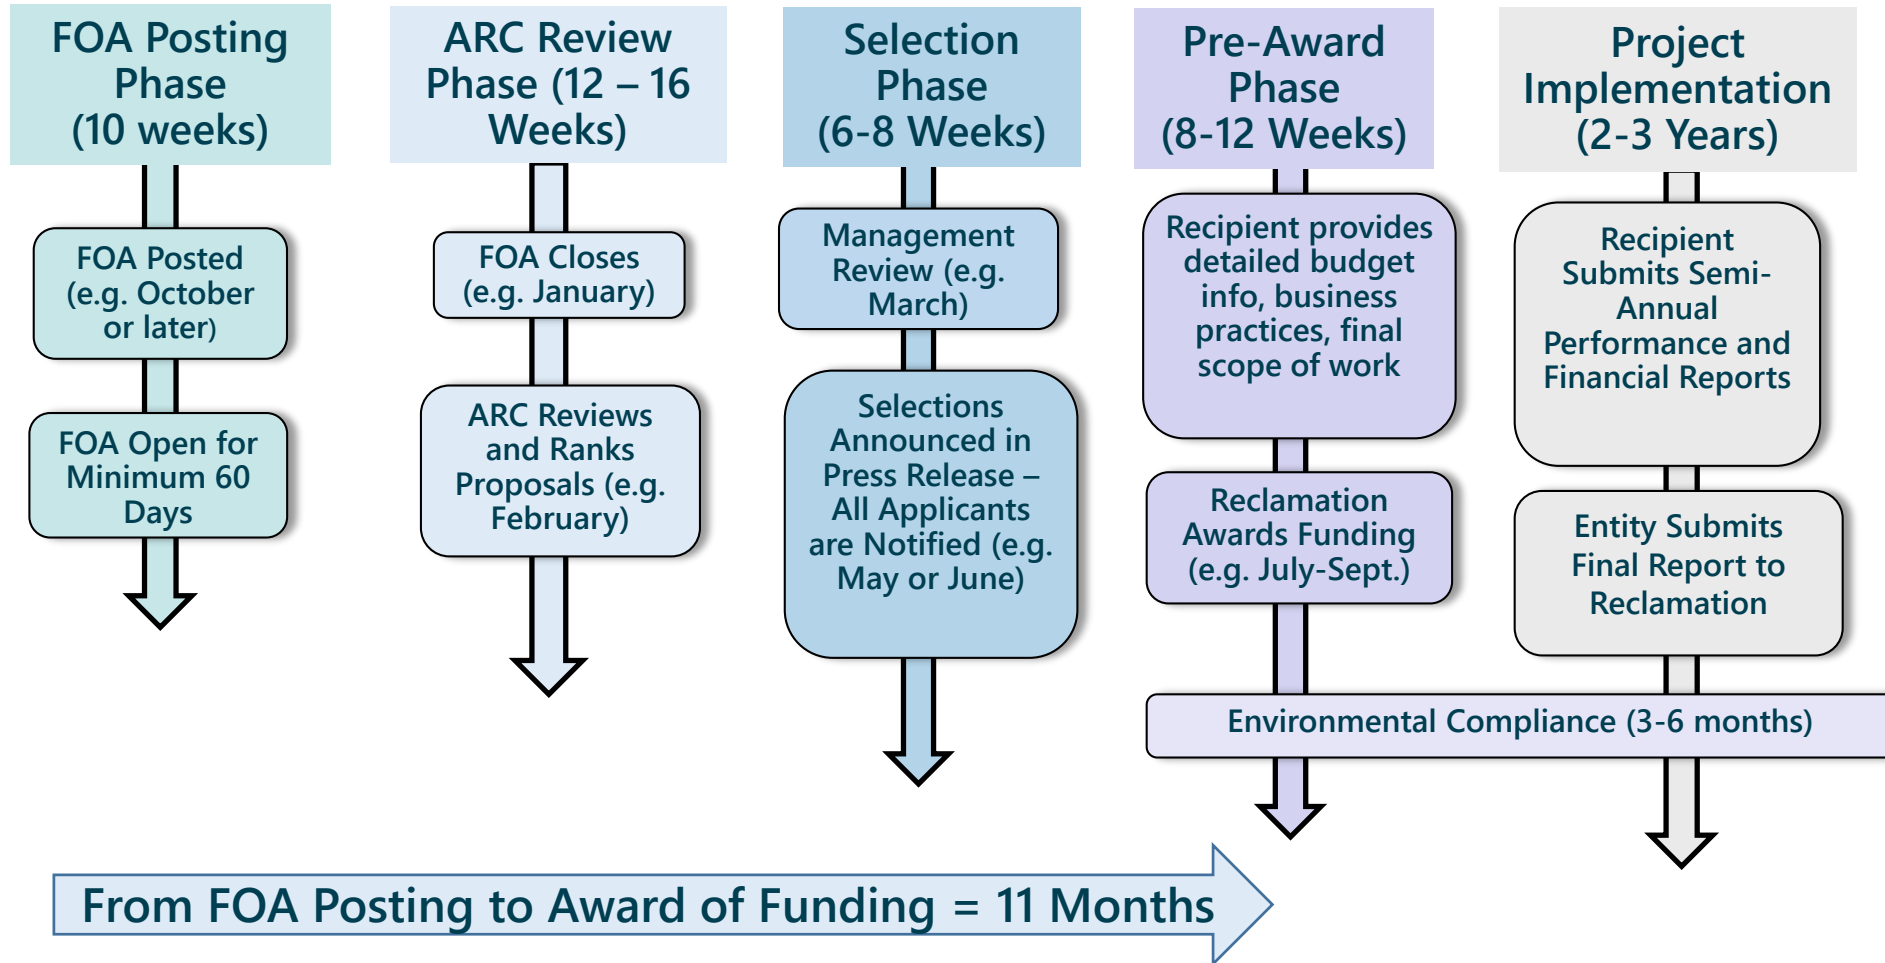 FOA Posting
Phase
(10 weeks)
FOA Posted
(e.g. October
or later)
FOA Open for
Minimum 60
Days
ARC Review
Phase (12 – 16
Weeks)
FOA Closes
(e.g. January)
ARC Reviews
and Ranks
Proposals (e.g.
February)
Selection
Phase
(6-8 Weeks)
Management
Review (e.g.
March)
Selections
Announced in
Press Release –
All Applicants
are Notified (e.g.
May or June)
Pre-Award
Phase
(8-12 Weeks)
Recipient provides
detailed budget
info, business
practices, final
scope of work
Reclamation
Awards Funding
(e.g. July-Sept.)
Project
Implementation
(2-3 Years)
Recipient
Submits Semi-
Annual
Performance and
Financial Reports
Entity Submits
Final Report to
Reclamation
Environmental Compliance (3-6 months)
From FOA Posting to Award of Funding = 11 Months